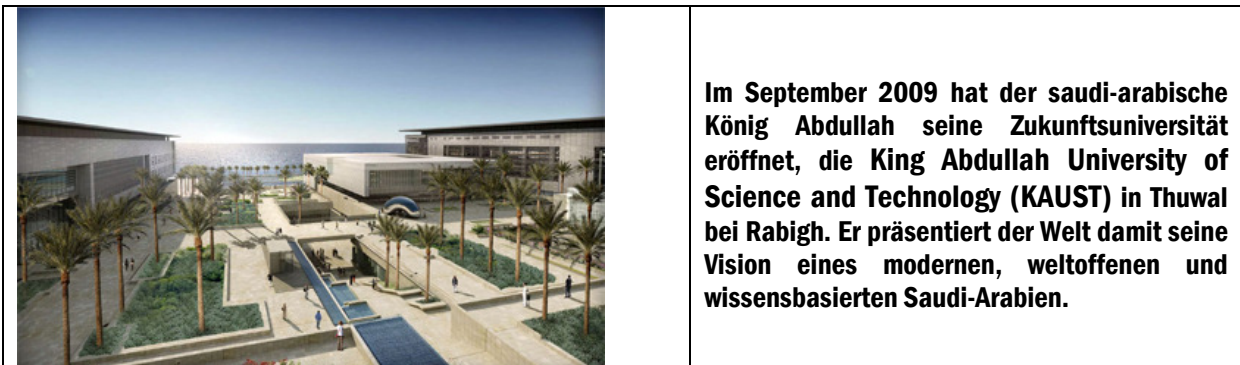 Im September 2009 hat der saudi-arabische
König Abdullah seine Zukunftsuniversität
eröffnet, die King Abdullah University of
Science and Technology (KAUST) in Thuwal
bei Rabigh. Er präsentiert der Welt damit seine
Vision eines modernen, weltoffenen und
wissensbasierten Saudi-Arabien.